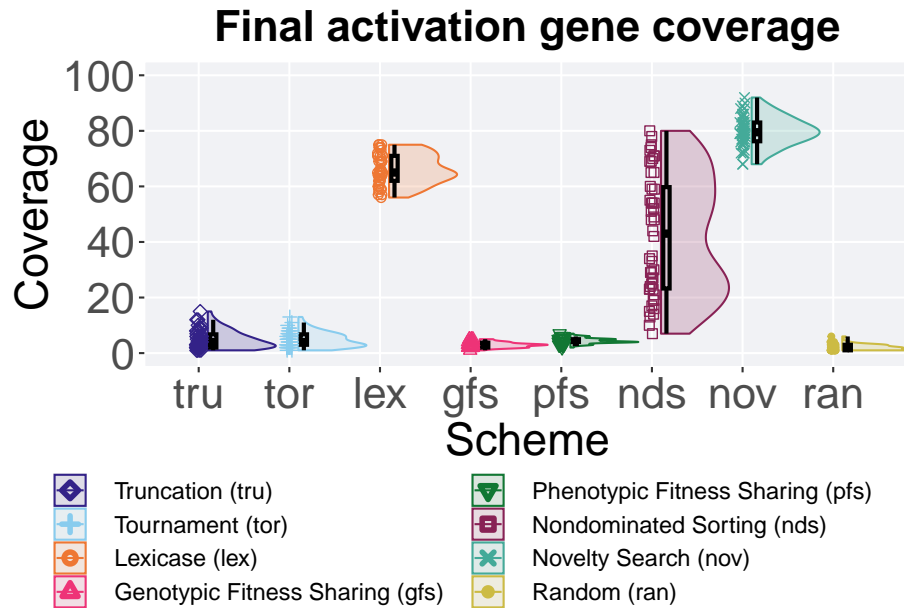 Final activation gene coverage
Coverage
100
80
60
40
20
0
tru tor lex gfs pfs nds nov ran
Scheme
Truncation (tru)
Tournament (tor)
Lexicase (lex)
Genotypic Fitness Sharing (gfs)
Phenotypic Fitness Sharing (pfs)
Nondominated Sorting (nds)
Novelty Search (nov)
Random (ran)